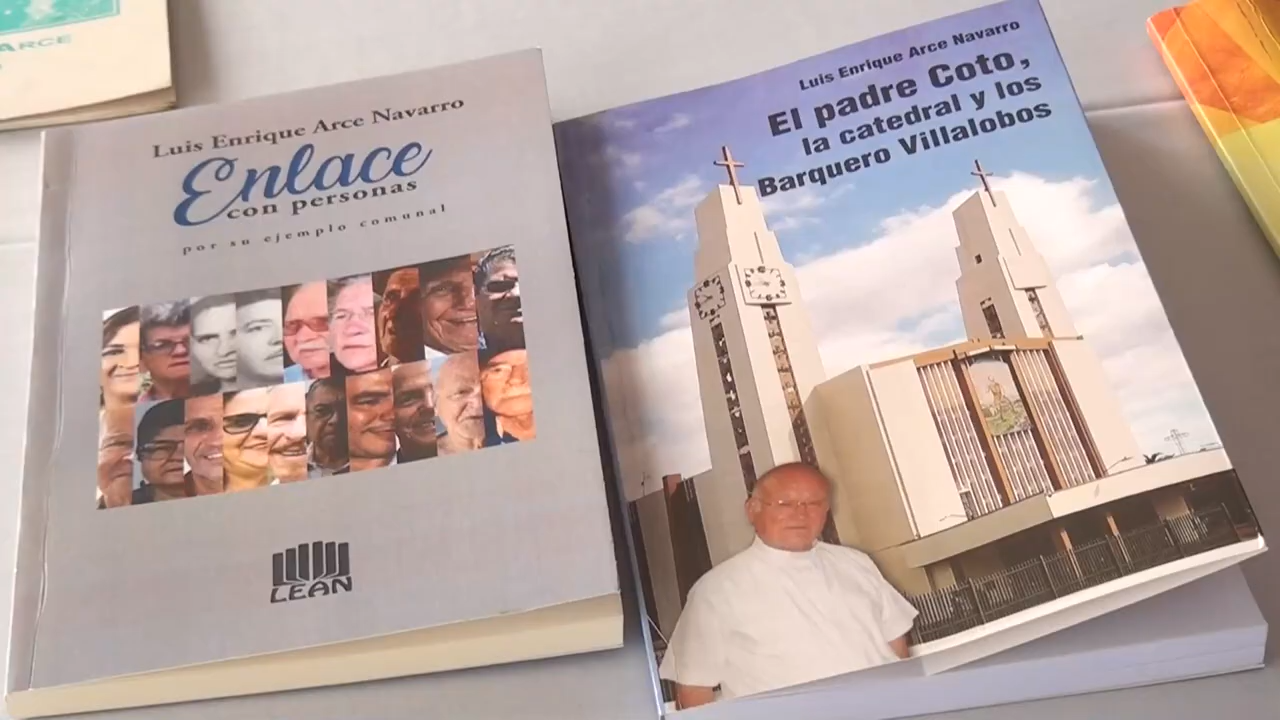 ARCE
Luis Enrique Arce Navarro
Enlace
con personas
por su ejemplo comunal
LEAN
Luis Enrique Arce Navarro
El padre Coto,
la catedral y los
Barquero Villalobos